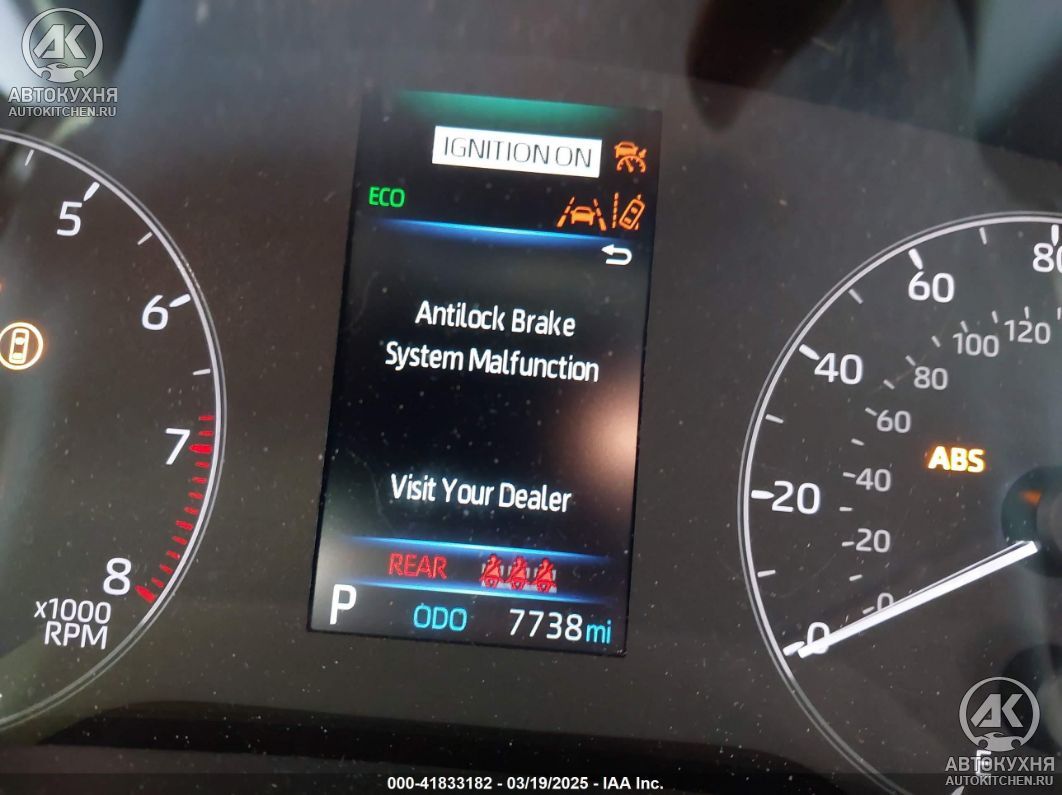 АК
АВТОКУХНЯ
AUTOKITCHEN.RU
IGNITION ON
ECO
Antilock Brake
System Malfunction
Visit Your Dealer
REAR
P ODO 7738 mi
5
6
7
8
x1000
RPM
80
60
40
20
0
120
100
80
60
40
20
0
ABS
E
АК
АВТОКУХНЯ
AUTOKITCHEN.RU
000-41833182 - 03/19/2025 - IAA Inc.